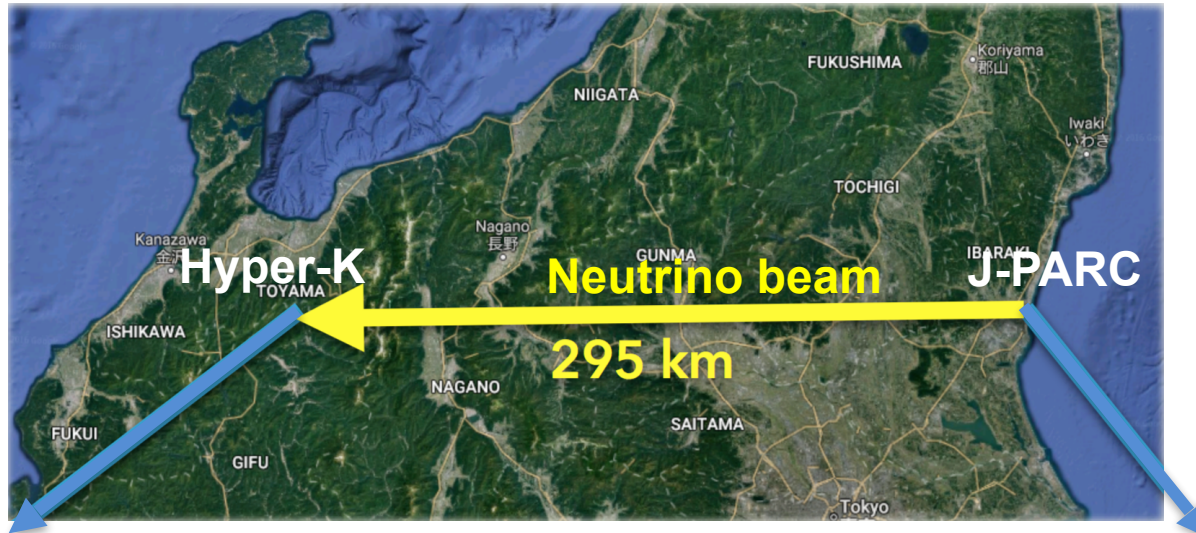 FUKUSHIMA
Koriyama
郡山
NIIGATA
Iwaki
いわき
TOCHIGI
Kanazawa
金沢
Nagano
長野
GUNMA
IBARAKI
Hyper-K
Neutrino beam
J-PARC
TOYAMA
ISHIKAWA
295 km
NAGANO
SAITAMA
FUKUI
GIFU
Tokyo